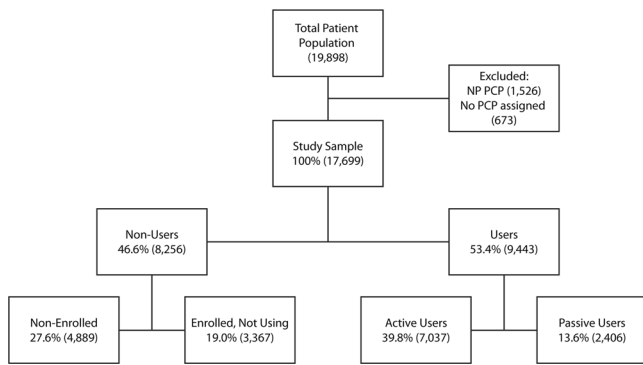 Total Patient
Population
(19,898)
Excluded:
NP PCP (1,526)
No PCP assigned
(673)
Study Sample
100% (17,699)
Non-Users
46.6% (8,256)
Users
53.4% (9,443)
Non-Enrolled
27.6% (4,889)
Enrolled, Not Using
19.0% (3,367)
Active Users
39.8% (7,037)
Passive Users
13.6% (2,406)